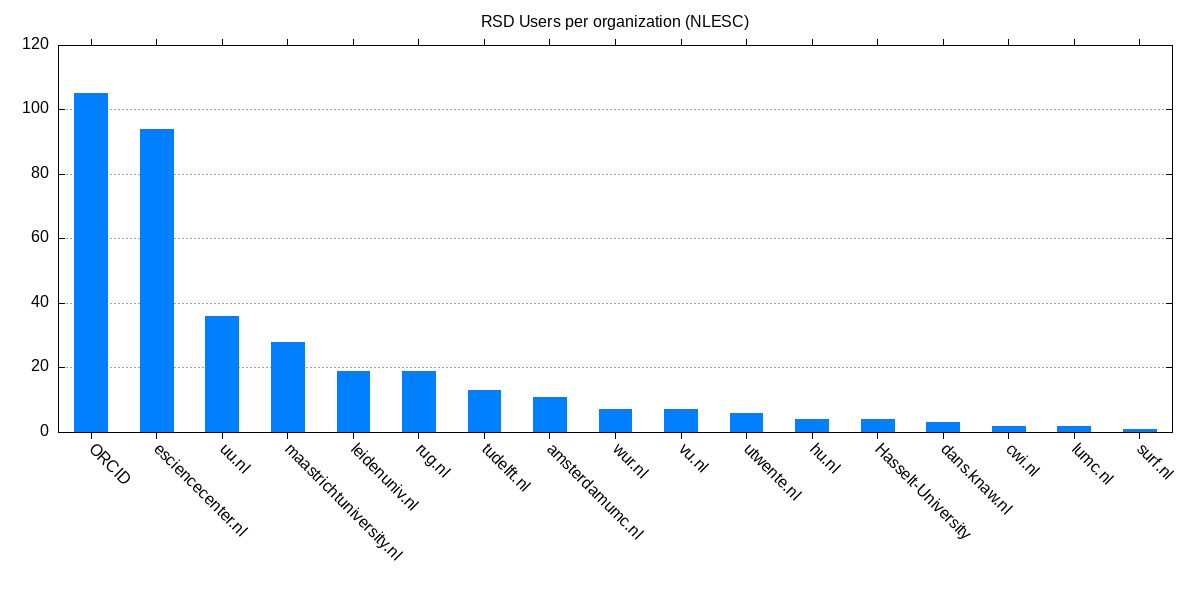 RSD Users per organization (NLESC)
120
100
80
60
40
20
0
ORCID
esciencecenter.nl
uu.nl
maastrichtuniversity.nl
leidenuniv.nl
rug.nl
tudelft.nl
amsterdamumc.nl
wur.nl
vu.nl
utwente.nl
hu.nl
Hasselt-University
dans.knaw.nl
cwi.nl
lumc.nl
surf.nl